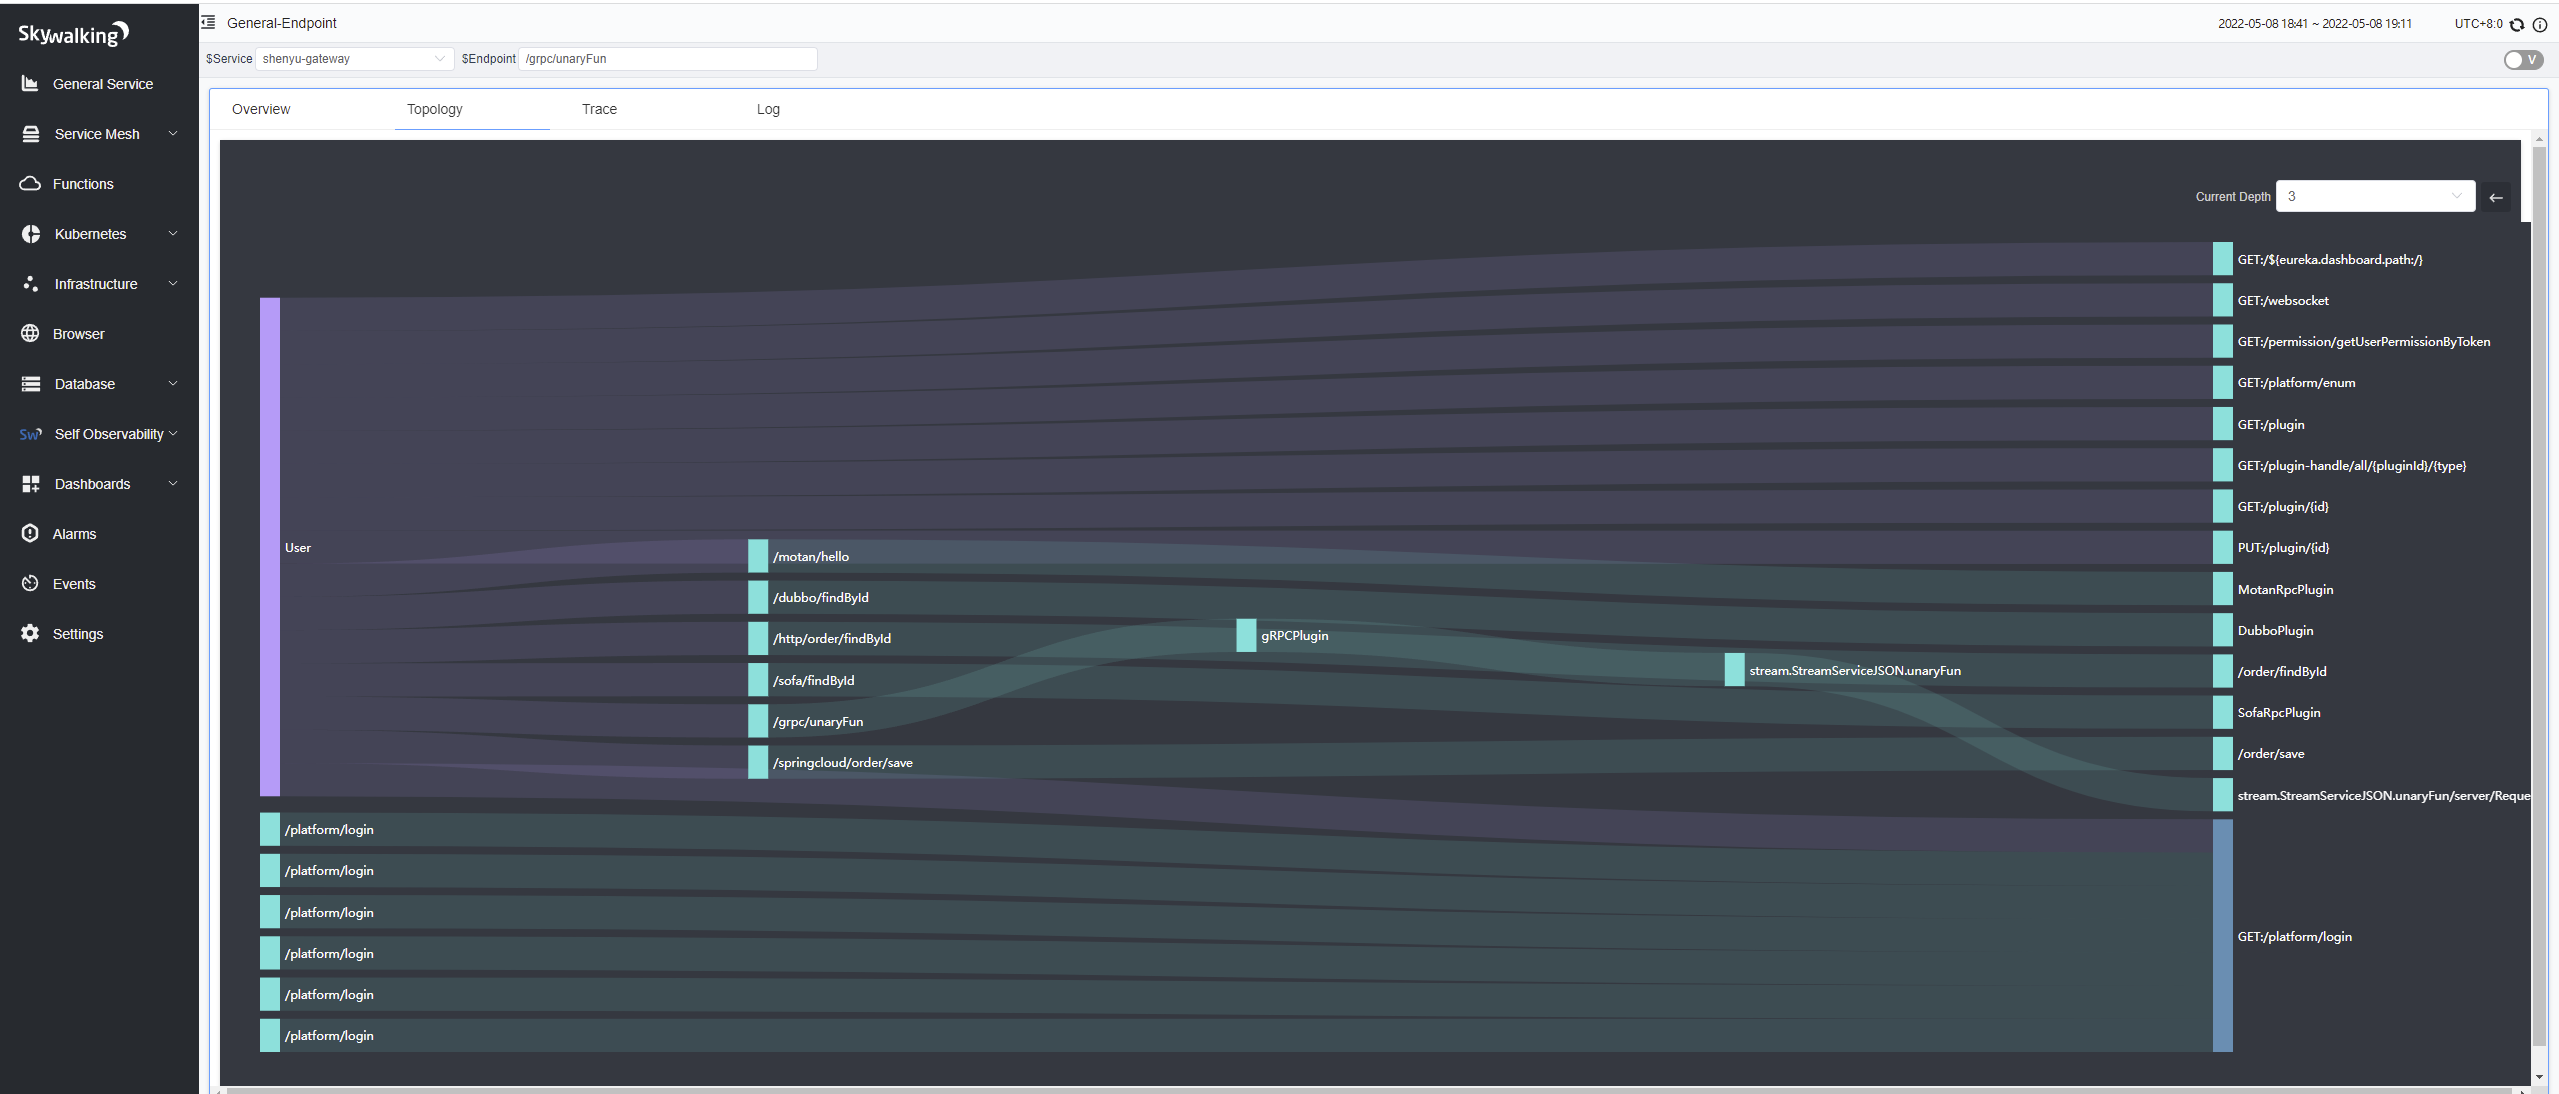 Skywalking
General Service
Service Mesh
Functions
Kubernetes
Infrastructure
Browser
Database
Sw Self Observability
Dashboards
Alarms
Events
Settings
General-Endpoint
2022-05-08 18:41 ~ 2022-05-08 19:11
UTC+8:0
$Service shenyu-gateway $Endpoint /grpc/unaryFun
V
Overview Topology Trace Log
Current Depth 3
User
/platform/login
/platform/login
/platform/login
/platform/login
/platform/login
/platform/login
/motan/hello
/dubbo/findById
/http/order/findById
/sofa/findById
/grpc/unaryFun
/springcloud/order/save
gRPCPlugin
stream.StreamServiceJSON.unaryFun
GET:/${eureka.dashboard.path:/}
GET:/websocket
GET:/permission/getUserPermissionByToken
GET:/platform/enum
GET:/plugin
GET:/plugin-handle/all/{pluginId}/{type}
GET:/plugin/{id}
PUT:/plugin/{id}
MotanRpcPlugin
DubboPlugin
/order/findById
SofaRpcPlugin
/order/save
stream.StreamServiceJSON.unaryFun/server/Reque
GET:/platform/login